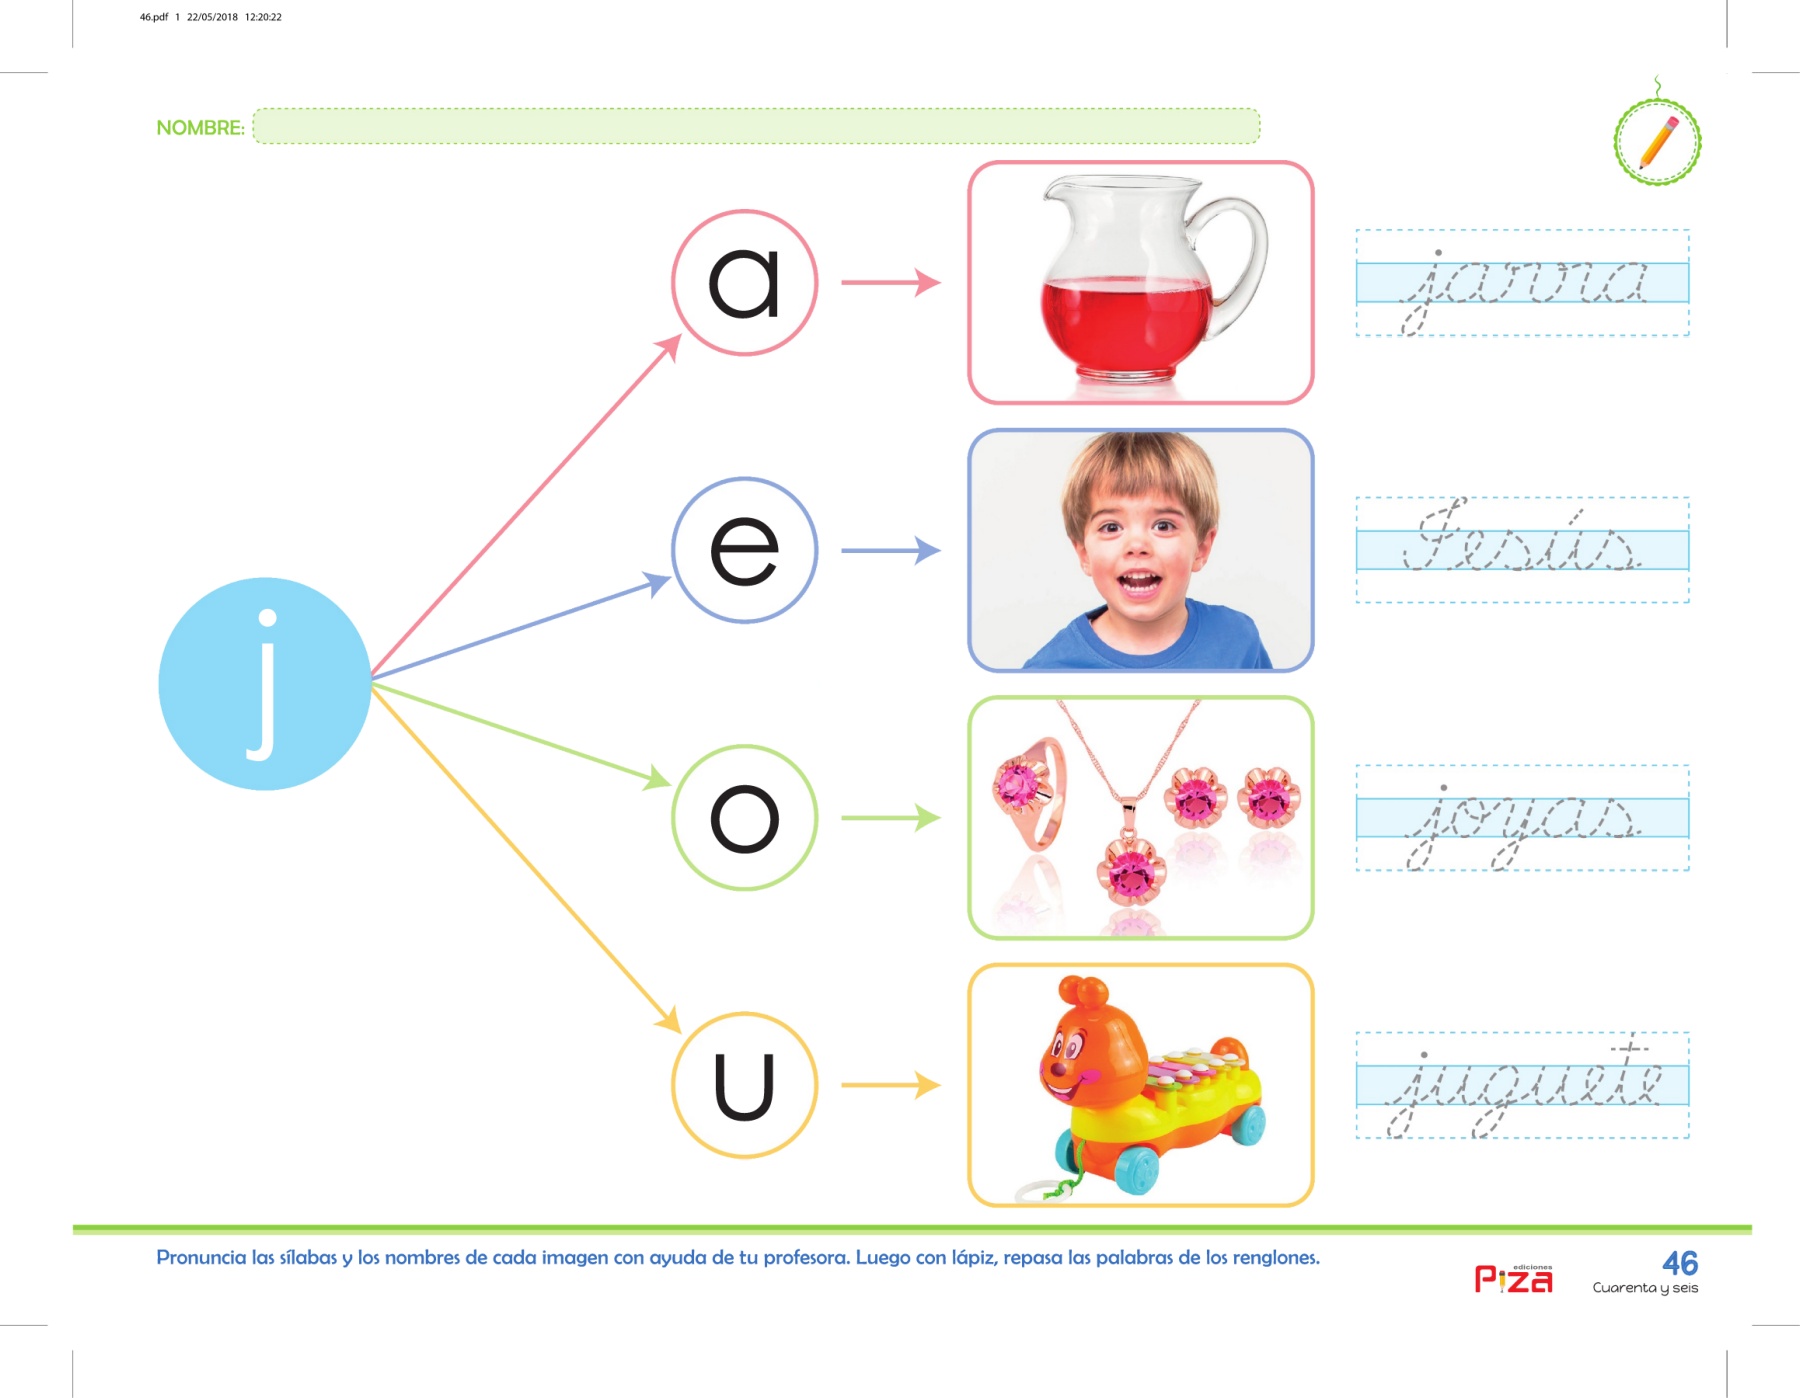 46.pdf 1 22/05/2018 12:20:22
NOMBRE:
j
a
jarra
e
Jesús
o
joyas
u
juguete
Pronuncia las sílabas y los nombres de cada imagen con ayuda de tu profesora. Luego con lápiz, repasa las palabras de los renglones.
ediciones
Piza
46
Cuarenta y seis